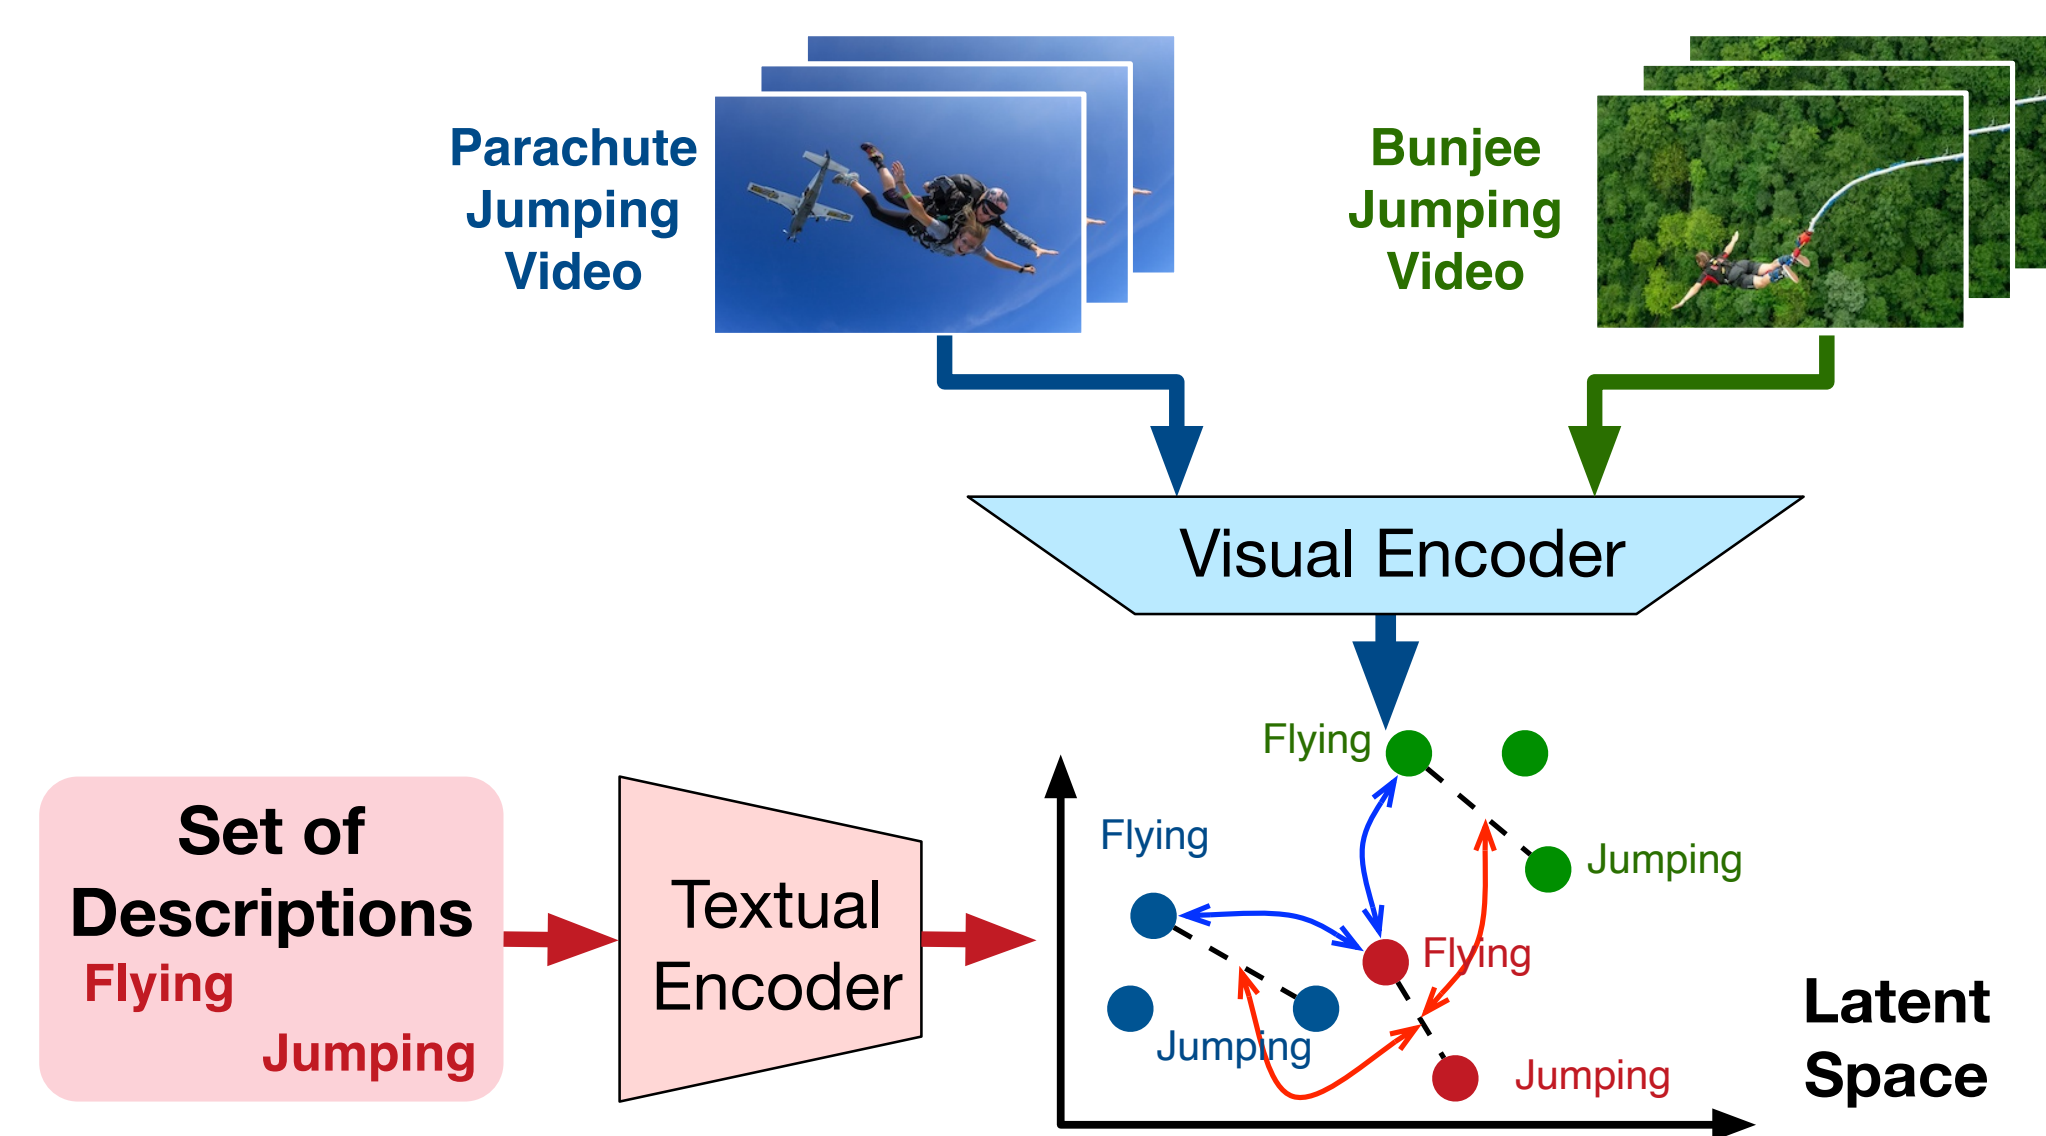 Parachute
Jumping
Video
Bunjee
Jumping
Video
Visual Encoder
Set of
Descriptions
Flying
Jumping
Textual
Encoder
Flying
Flying
Jumping
Flying
Jumping
Jumping
Latent
Space